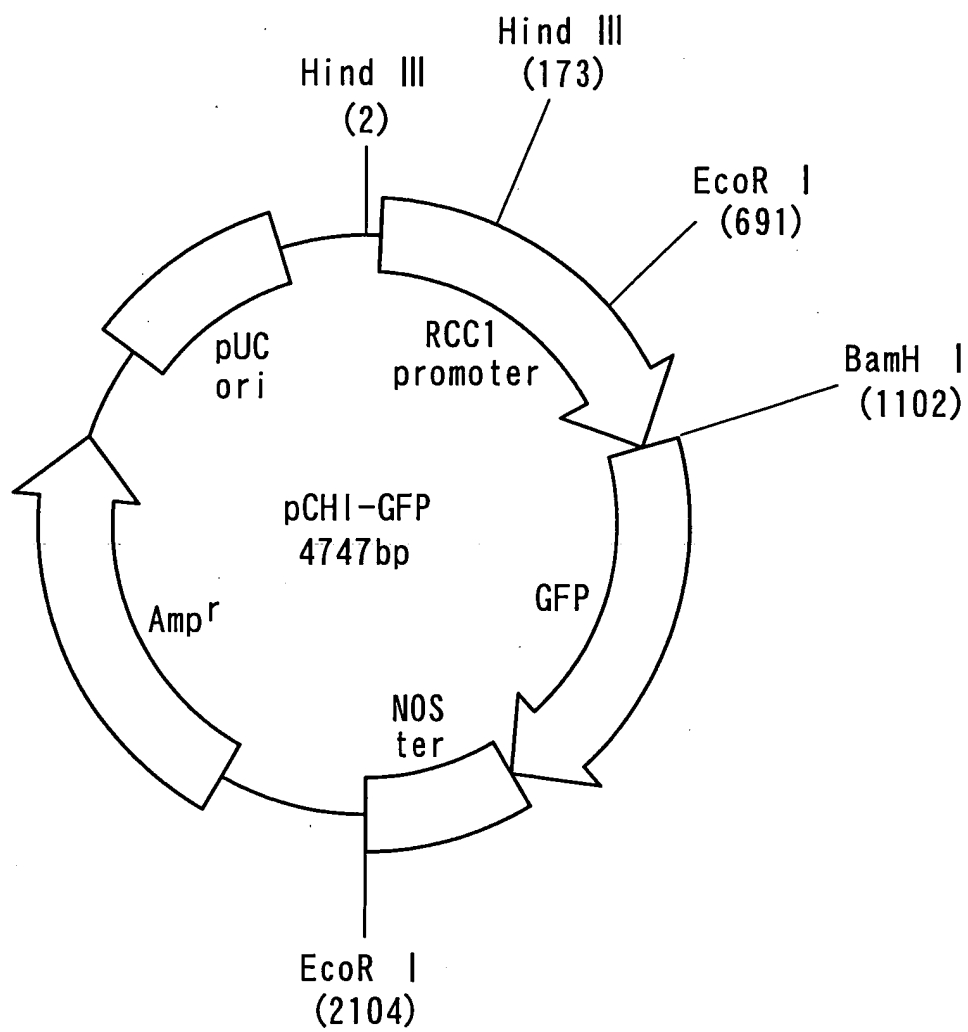 Hind III
(2)
Hind III
(173)
EcoR I
(691)
BamH I
(1102)
RCC1
promoter
pUC
ori
pCHI-GFP
4747bp
GFP
Ampr
NOS
ter
EcoR I
(2104)